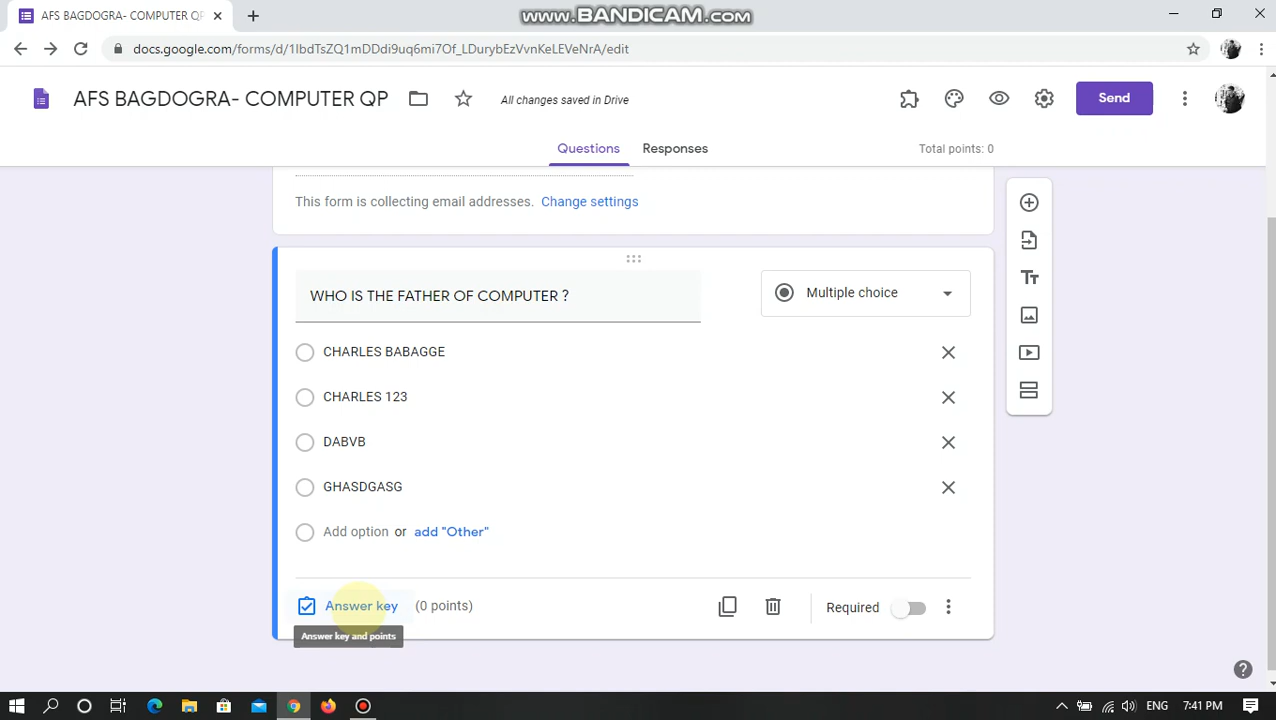 AFS BAGDOGRA- COMPUTER QP
www.BANDICAM.com
docs.google.com/forms/d/1lbdTsZQ1mDDdi9uq6mi7Of_LDurybEzVvnKeLEVeNrA/edit
AFS BAGDOGRA- COMPUTER QP
All changes saved in Drive
Send
Questions
Responses
Total points: 0
This form is collecting email addresses. Change settings
WHO IS THE FATHER OF COMPUTER ?
Multiple choice
CHARLES BABAGGE
CHARLES 123
DABVB
GHASDGASG
Add option or add "Other"
Answer key (0 points)
Required
Answer key and points
ENG 7:41 PM